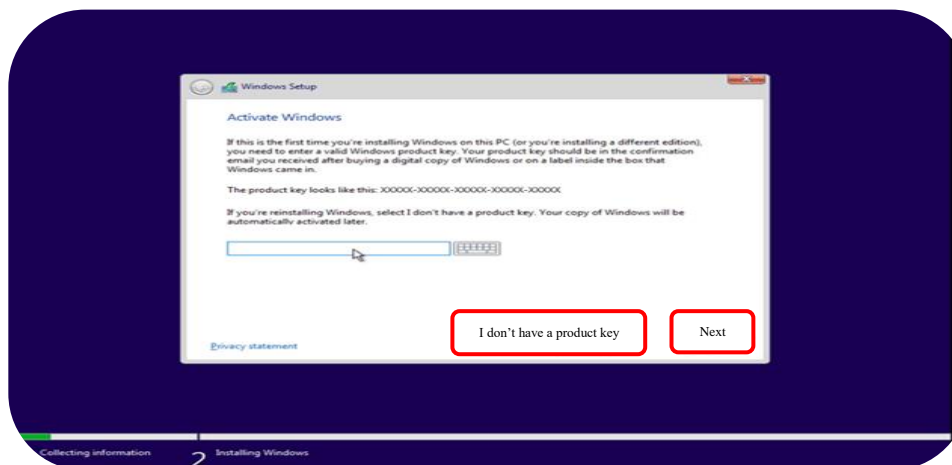 Windows Setup
Activate Windows
If this is the first time you're installing Windows on this PC (or you're installing a different edition),
you need to enter a valid Windows product key. Your product key should be in the confirmation
email you received after buying a digital copy of Windows or on a label inside the box that
Windows came in.
The product key looks like this: XXXXX-XXXXX-XXXXX-XXXXX-XXXXX
If you're reinstalling Windows, select I don't have a product key. Your copy of Windows will be
automatically activated later.
I don't have a product key
Next
Privacy statement
Collecting information
2 Installing Windows